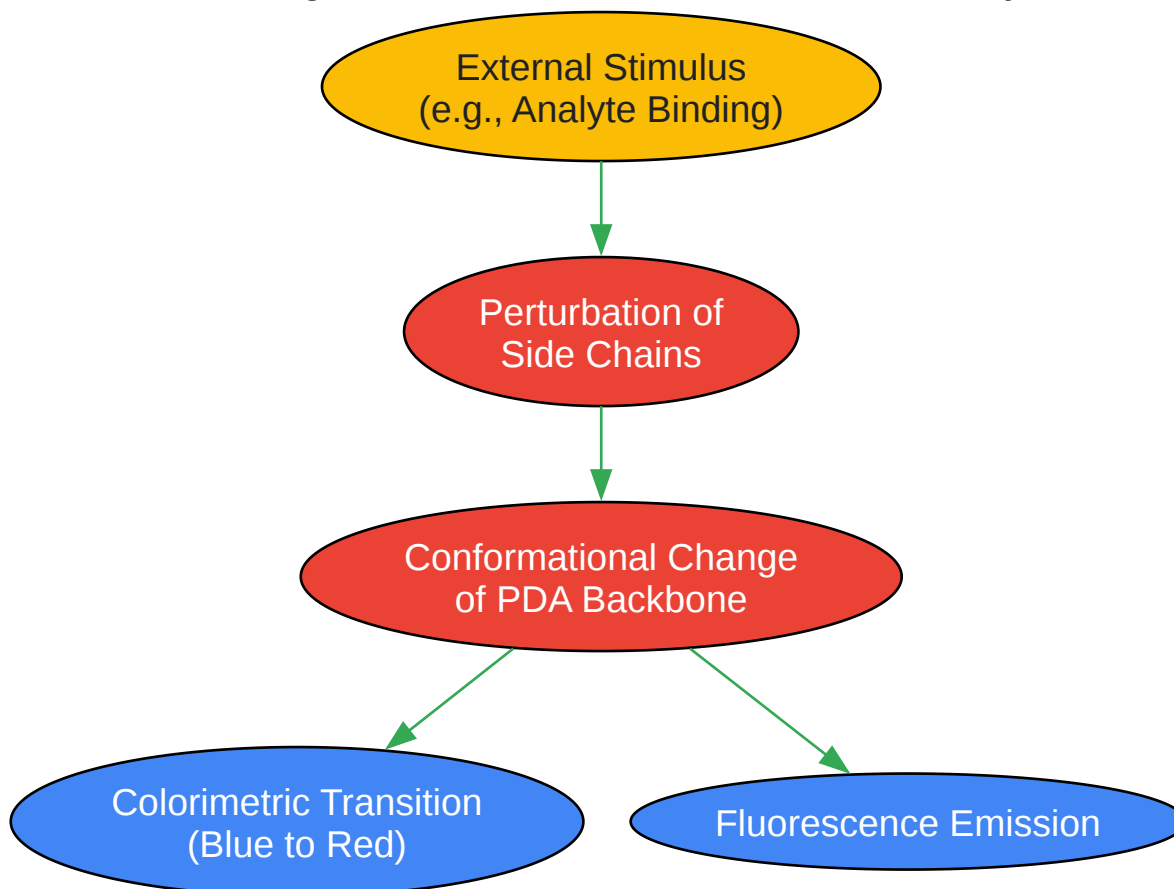 External Stimulus
(e.g., Analyte Binding)
Perturbation of
Side Chains
Conformational Change
of PDA Backbone
Colorimetric Transition
(Blue to Red)
Fluorescence Emission